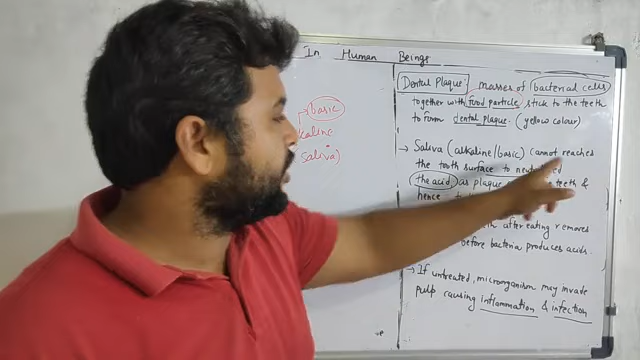 In Human Beings
basic
kaline
saliva)
Dental Plaque: masses of bacterial cells
together with food particle stick to the teeth
to form dental plaque. (yellow colour)
→ Saliva (alkaline/basic) cannot reached
the tooth surface to
the acid as plaque teeth &
hence
teeth after eating removed
before bacteria produces acids.
→ If untreated, microorganism may invade
pulp causing inflammation & infection